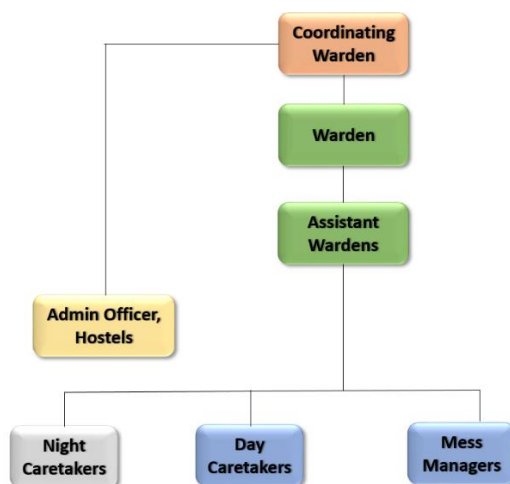 Coordinating
Warden
Warden
Assistant
Wardens
Admin Officer,
Hostels
Night
Caretakers
Day
Caretakers
Mess
Managers